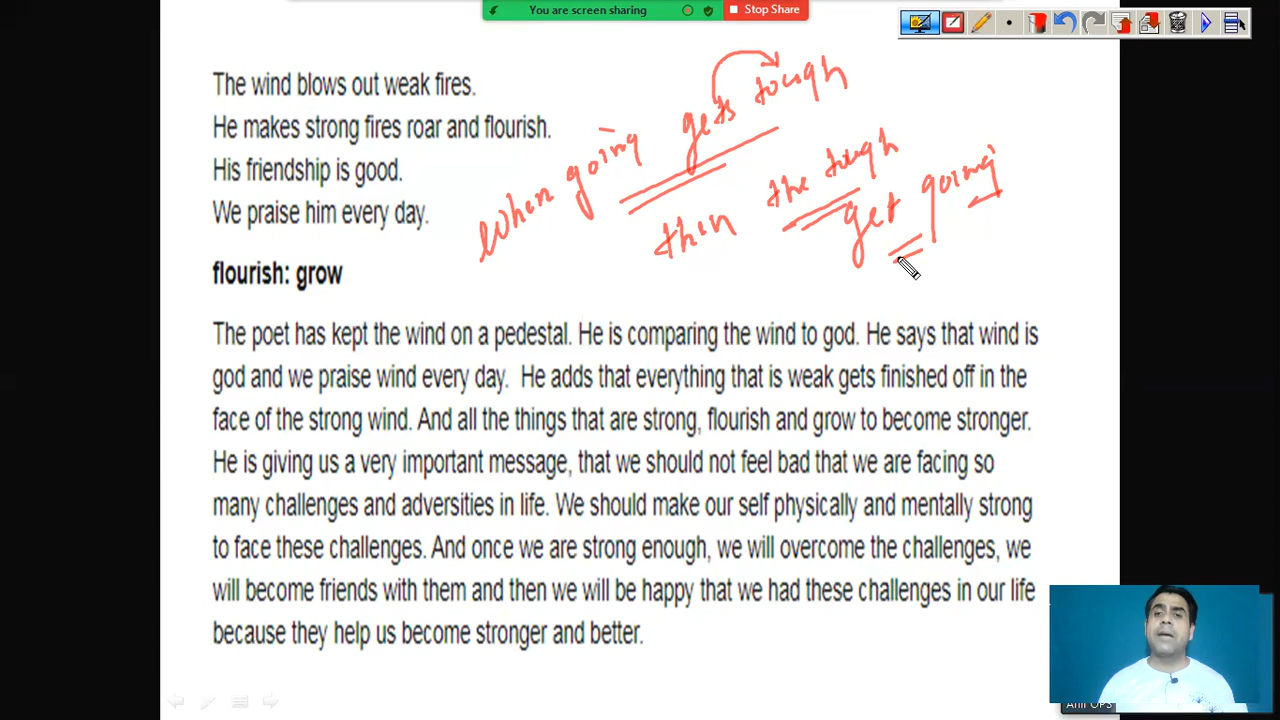 You are screen sharing
Stop Share
The wind blows out weak fires.
He makes strong fires roar and flourish.
His friendship is good.
We praise him every day.
When going gets tough
then the tough
get going
flourish: grow
The poet has kept the wind on a pedestal. He is comparing the wind to god. He says that wind is
god and we praise wind every day. He adds that everything that is weak gets finished off in the
face of the strong wind. And all the things that are strong, flourish and grow to become stronger.
He is giving us a very important message, that we should not feel bad that we are facing so
many challenges and adversities in life. We should make our self physically and mentally strong
to face these challenges. And once we are strong enough, we will overcome the challenges, we
will become friends with them and then we will be happy that we had these challenges in our life
because they help us become stronger and better.